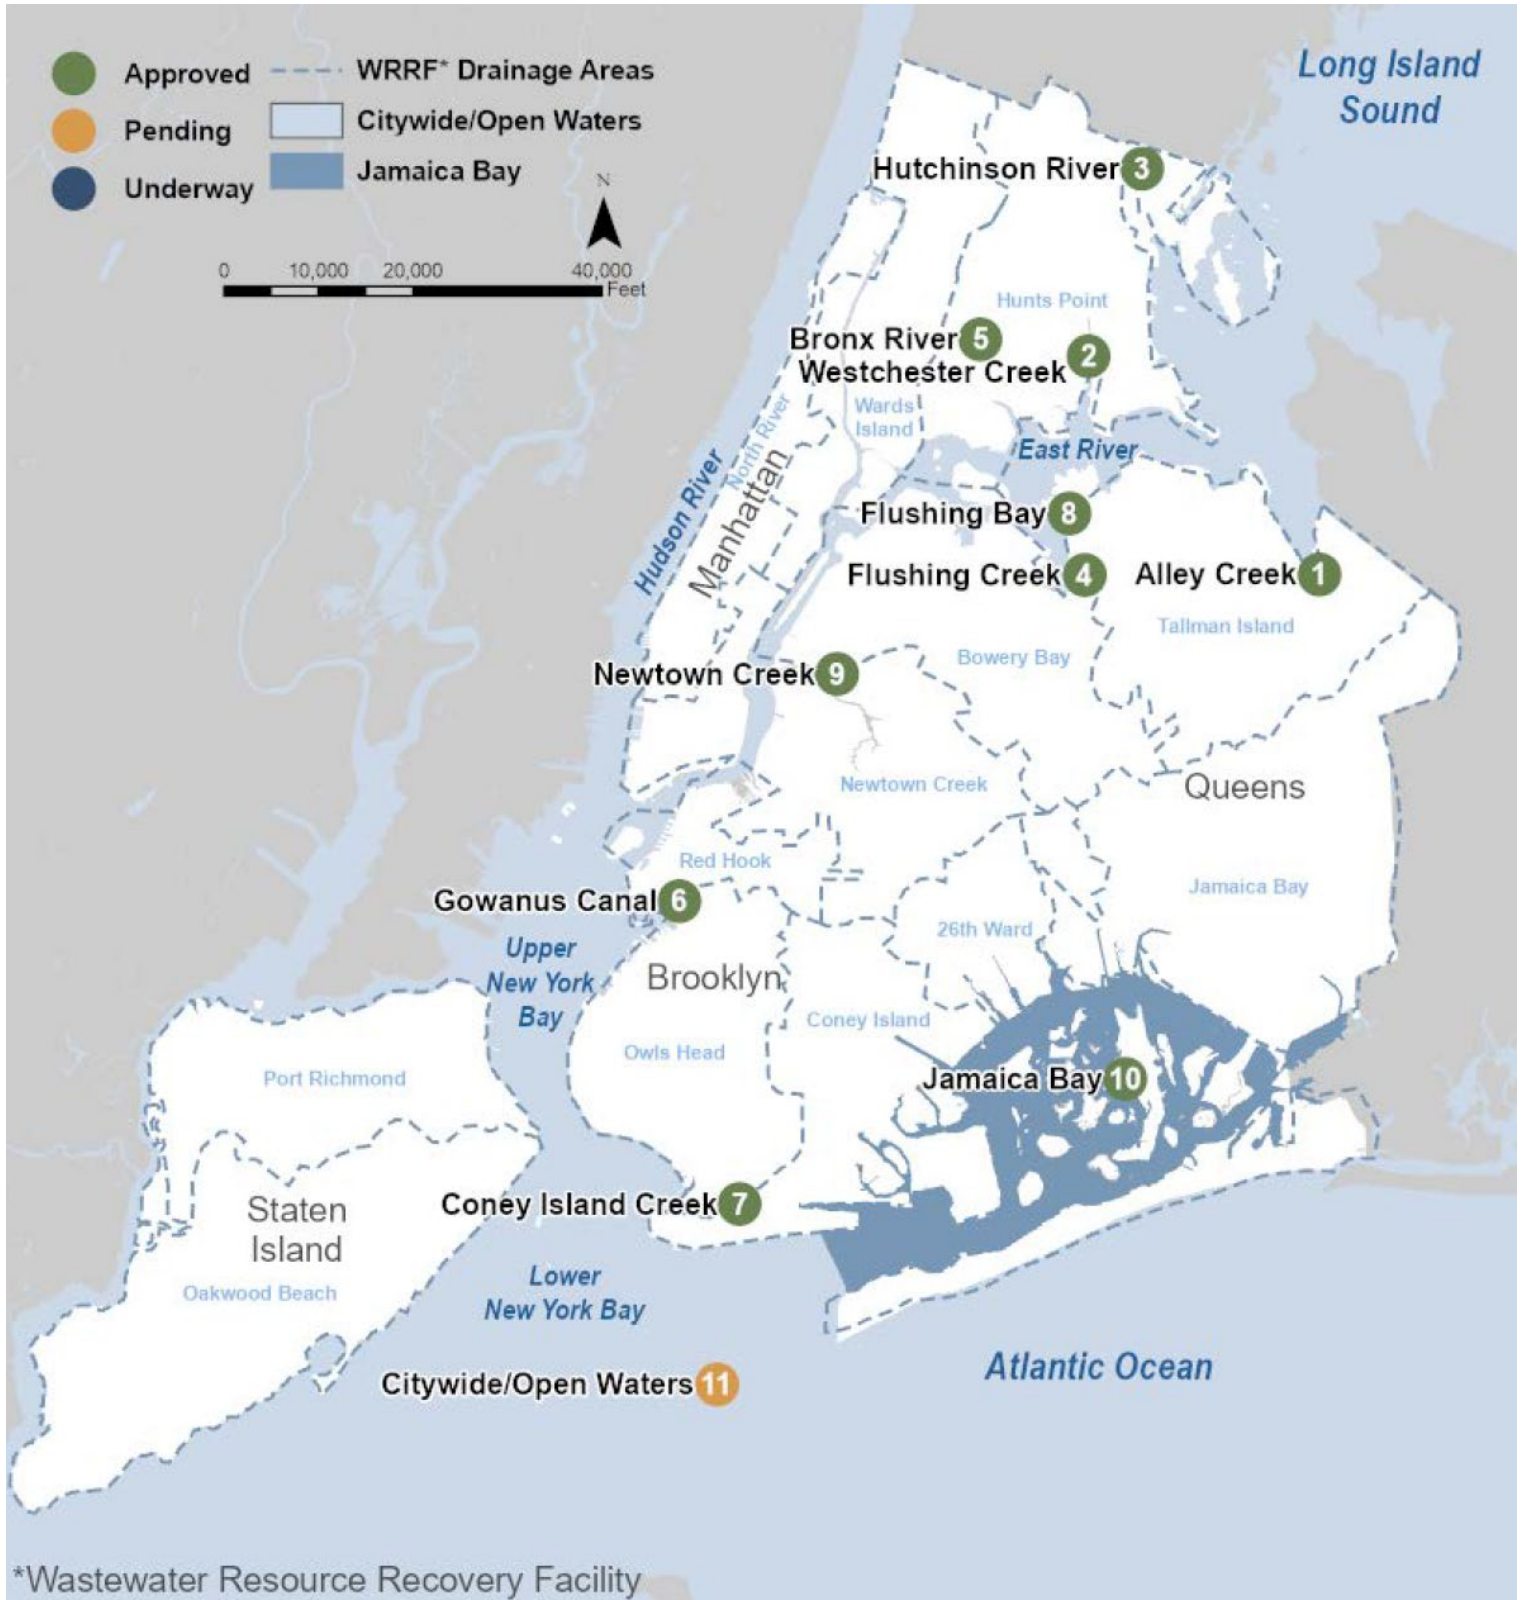 Approved
Pending
Underway
WRRF* Drainage Areas
Citywide/Open Waters
Jamaica Bay
N
0 10,000 20,000 40,000
Feet
Long Island
Sound
Hutchinson River 3
Hunts Point
Bronx River 5
Westchester Creek 2
Wards
Island
North River
Manhattan
Hudson River
East River
Flushing Bay 8
Flushing Creek 4
Alley Creek 1
Tallman Island
Bowery Bay
Newtown Creek 9
Newtown Creek
Queens
Red Hook
Jamaica Bay
Gowanus Canal 6
26th Ward
Upper
New York
Bay
Brooklyn
Coney Island
Owls Head
Port Richmond
Jamaica Bay 10
Coney Island Creek 7
Staten
Island
Oakwood Beach
Lower
New York Bay
Citywide/Open Waters 11
Atlantic Ocean
*Wastewater Resource Recovery Facility